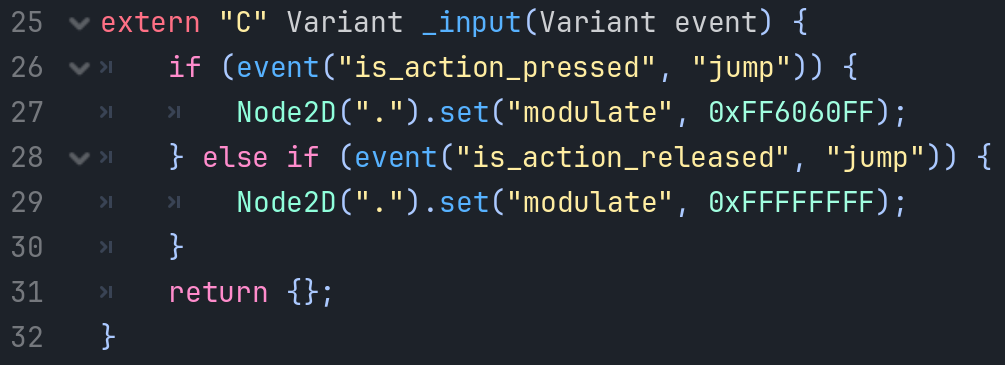 25 extern "C" Variant _input(Variant event) {
26 if (event("is_action_pressed", "jump")) {
27 Node2D(".").set("modulate", 0xFF6060FF);
28 } else if (event("is_action_released", "jump")) {
29 Node2D(".").set("modulate", 0xFFFFFFFF);
30 }
31 return {};
32 }